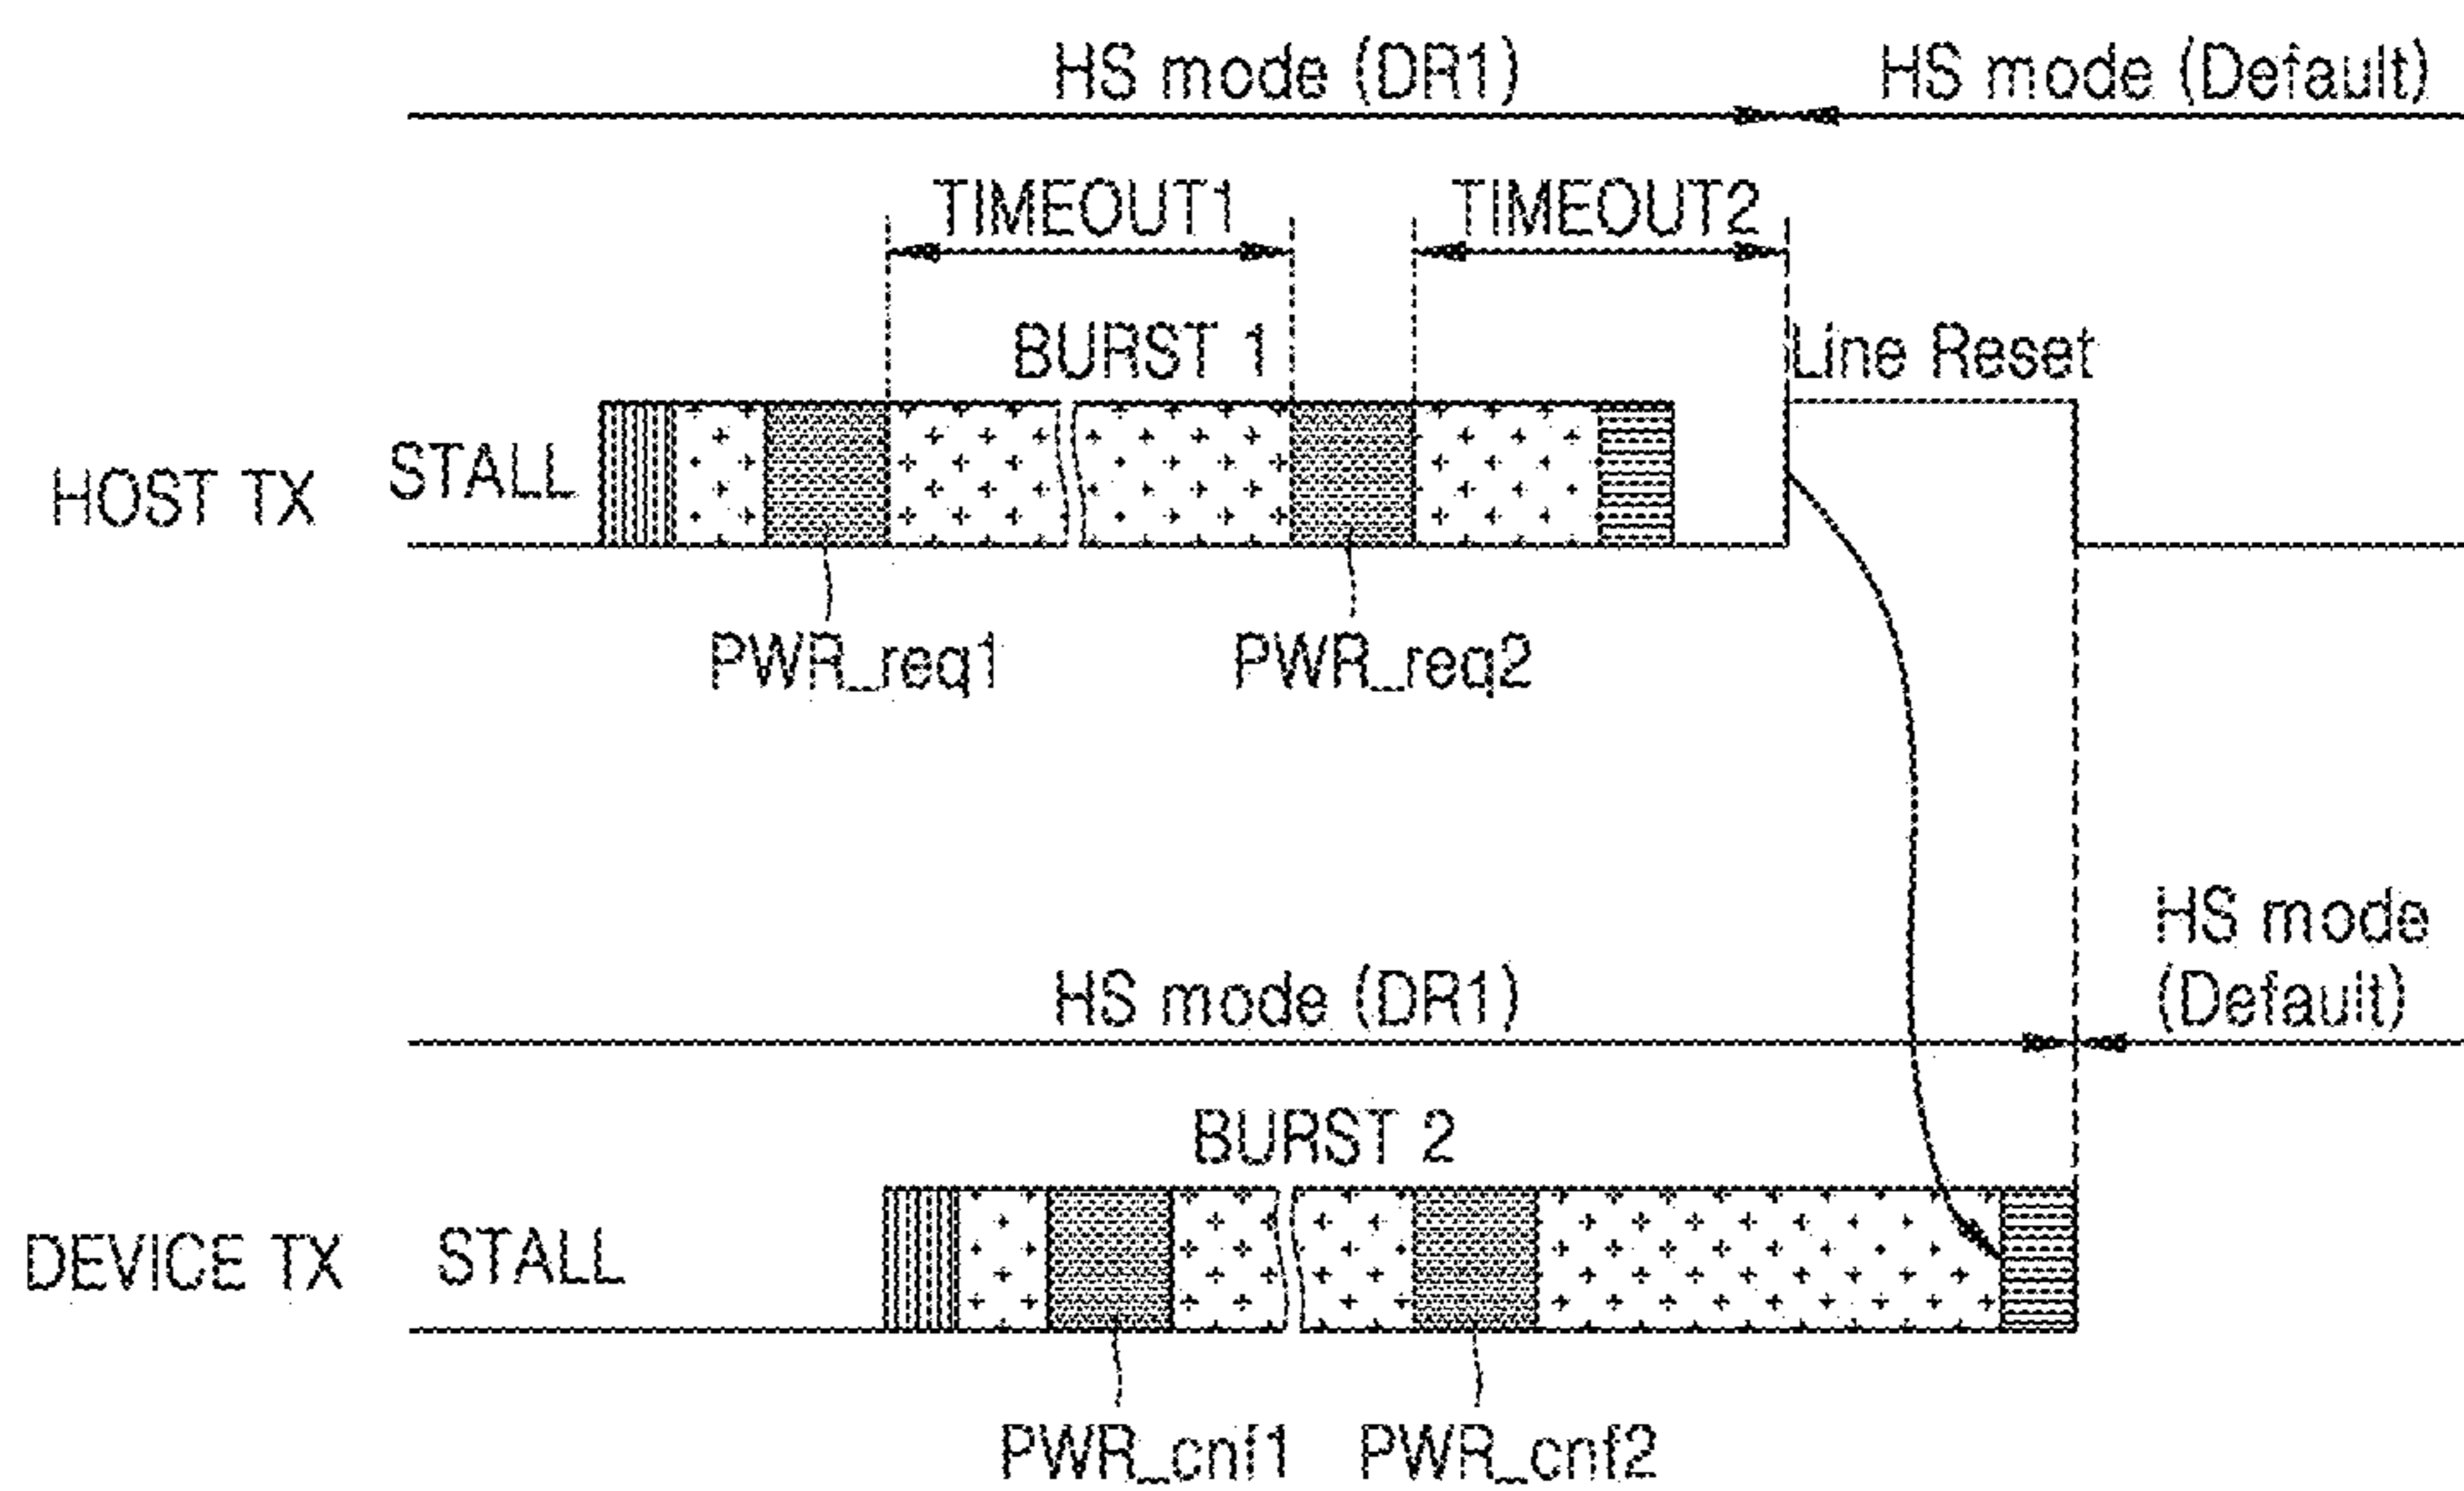 HS mode (DR1) HS mode (Default)
TIMEOUT1 TIMEOUT2
BURST 1 Line Reset
HOST TX STALL
PWR_req1 PWR_req2
HS mode (DR1) HS mode
(Default)
BURST 2
DEVICE TX STALL
PWR_cnf1 PWR_cnf2